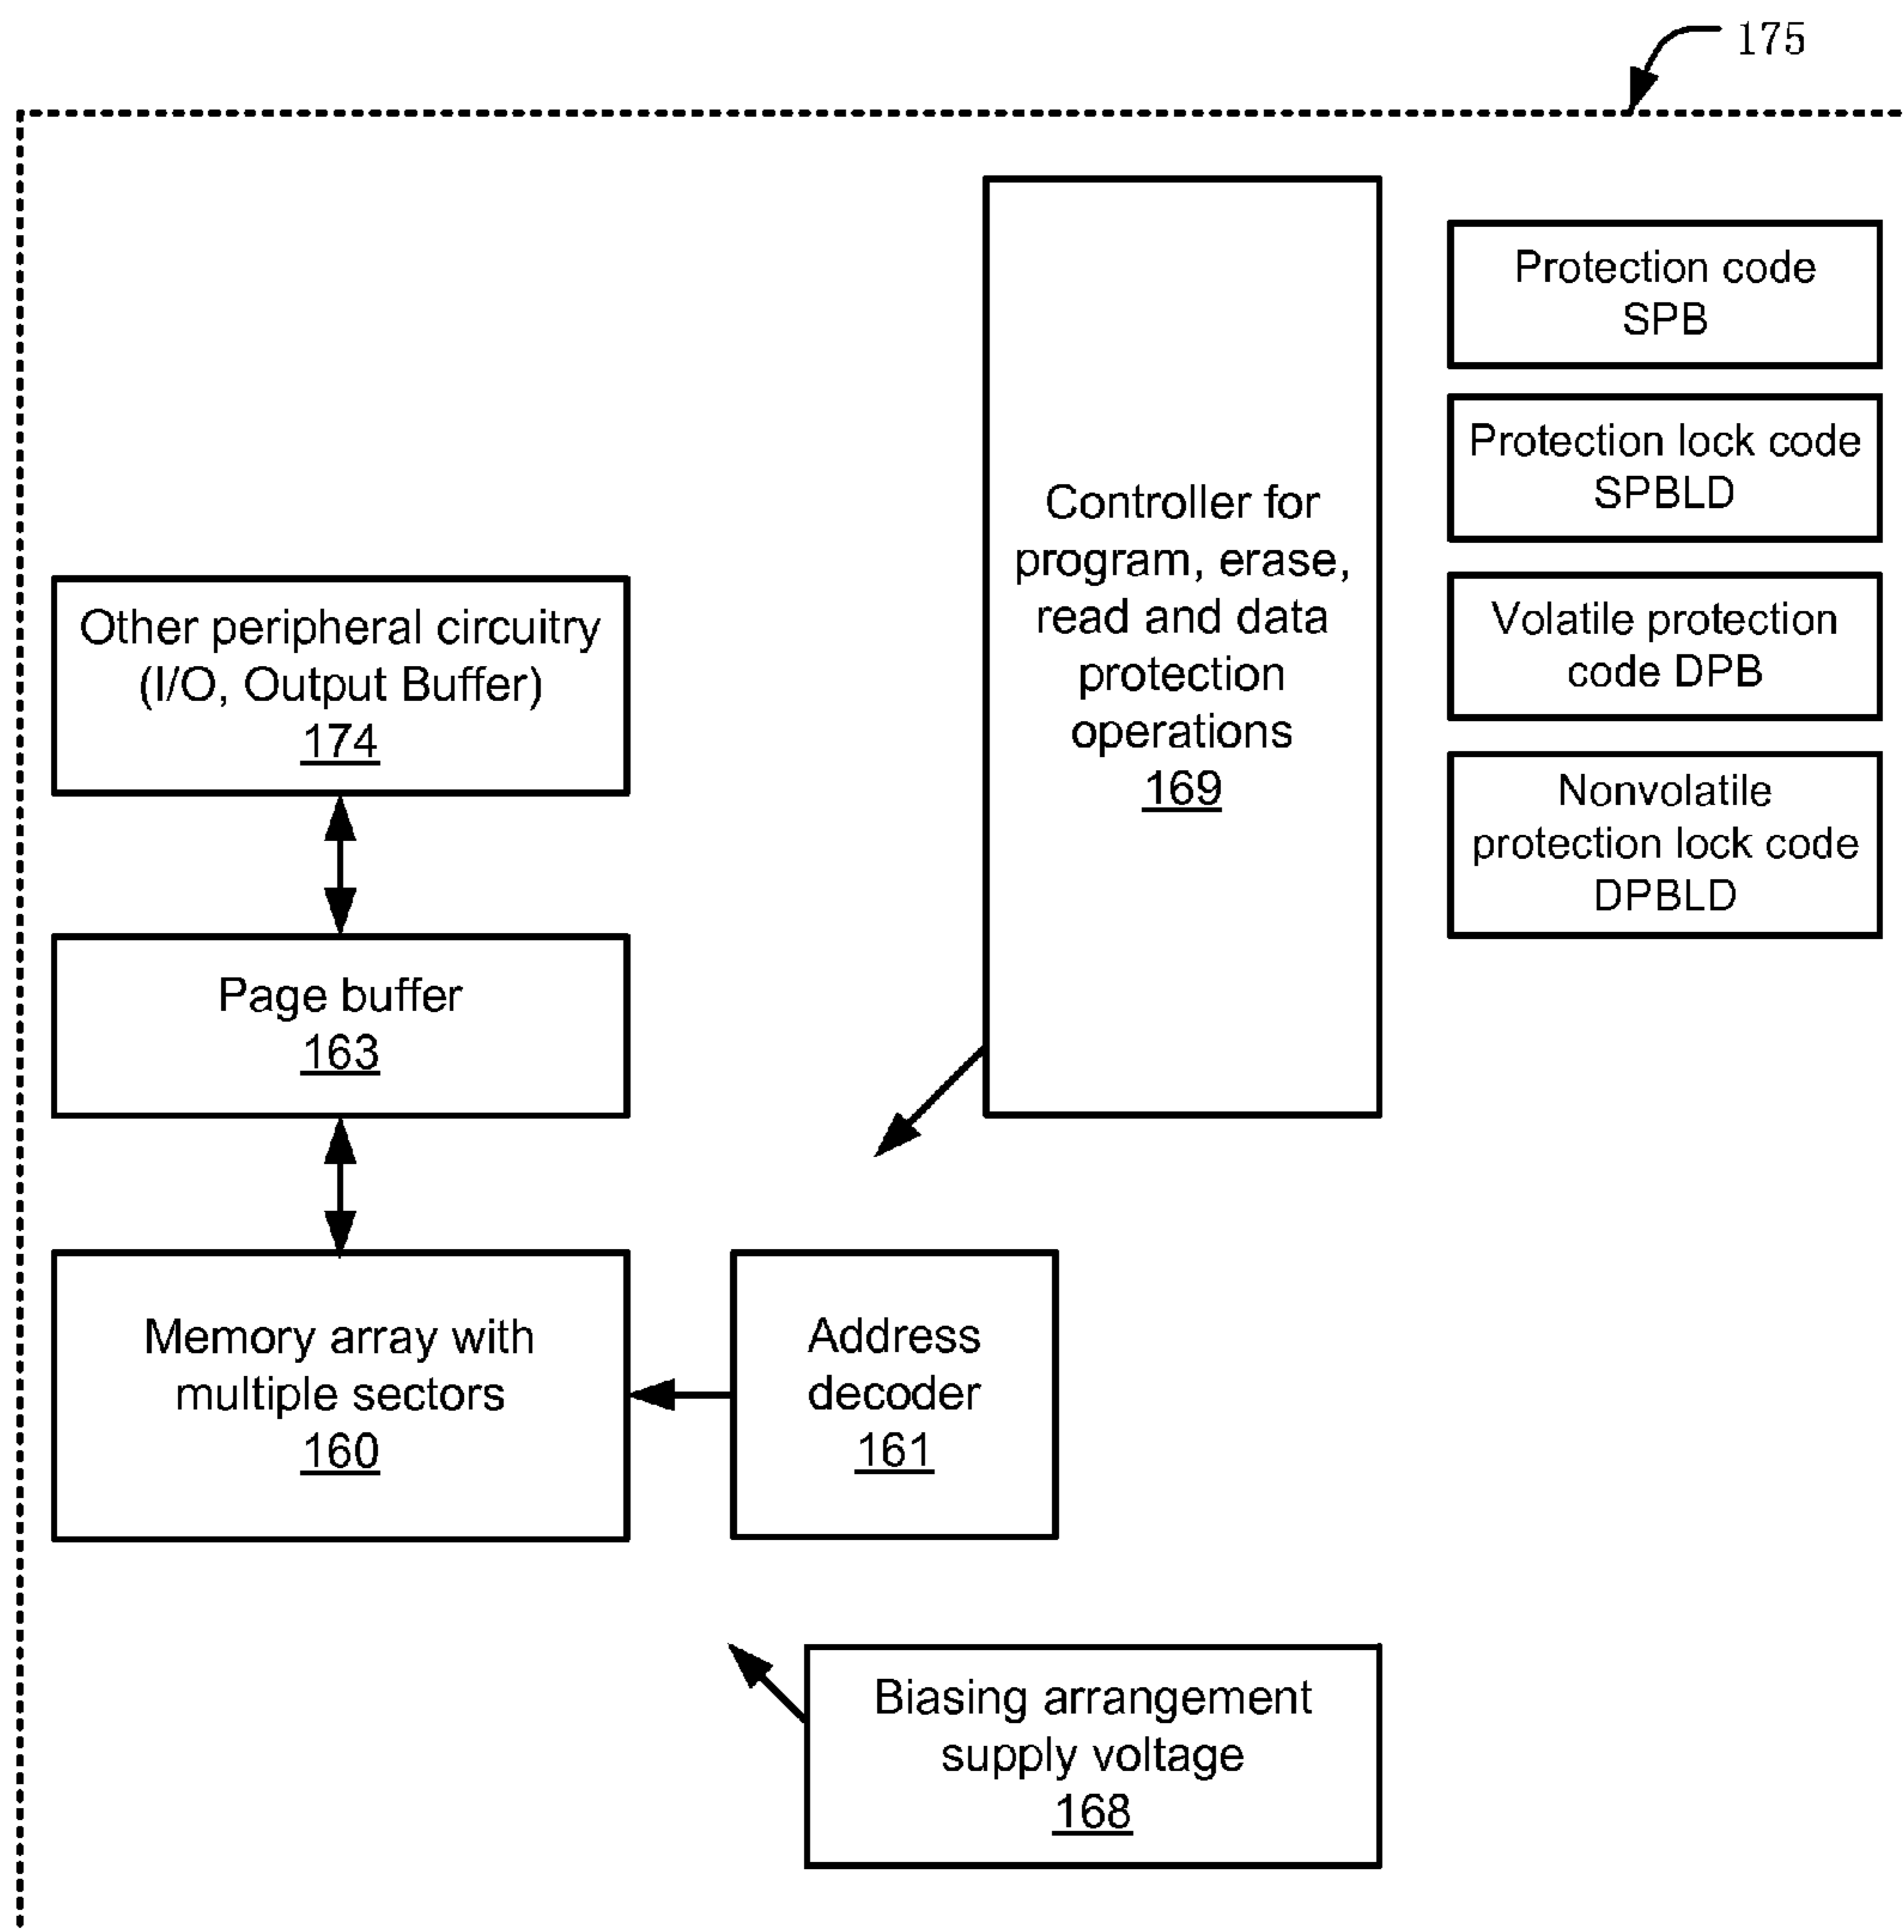 175
Protection code
SPB
Protection lock code
SPBLD
Volatile protection
code DPB
Nonvolatile
protection lock code
DPBLD
Controller for
program, erase,
read and data
protection
operations
169
Other peripheral circuitry
(I/O, Output Buffer)
174
Page buffer
163
Memory array with
multiple sectors
160
Address
decoder
161
Biasing arrangement
supply voltage
168